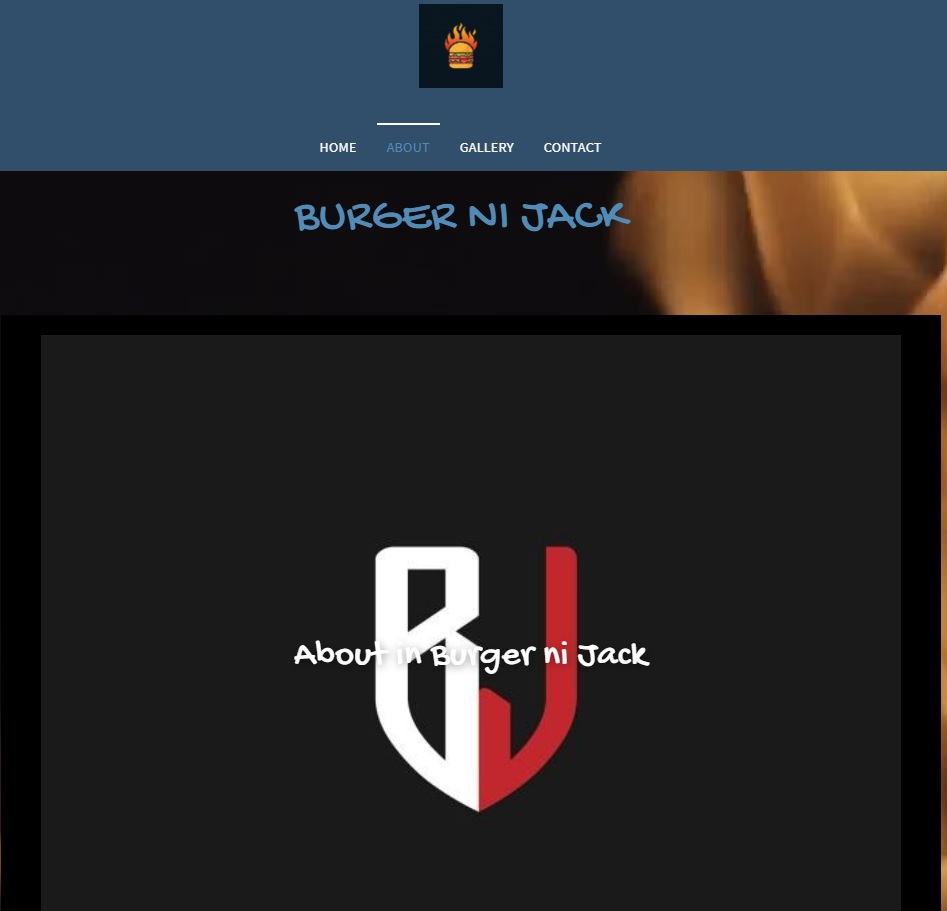 HOME ABOUT GALLERY CONTACT
BURGER NI JACK
BJ
About in Burger ni Jack